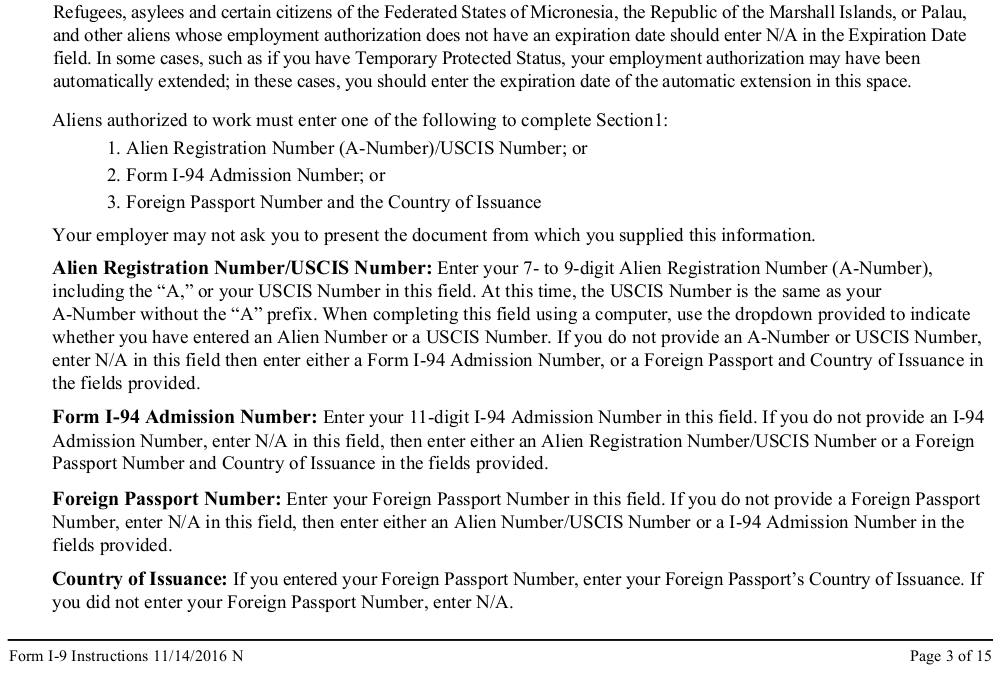 Refugees, asylees and certain citizens of the Federated States of Micronesia, the Republic of the Marshall Islands, or Palau,
and other aliens whose employment authorization does not have an expiration date should enter N/A in the Expiration Date
field. In some cases, such as if you have Temporary Protected Status, your employment authorization may have been
automatically extended; in these cases, you should enter the expiration date of the automatic extension in this space.
Aliens authorized to work must enter one of the following to complete Section1:
1. Alien Registration Number (A-Number)/USCIS Number; or
2. Form I-94 Admission Number; or
3. Foreign Passport Number and the Country of Issuance
Your employer may not ask you to present the document from which you supplied this information.
Alien Registration Number/USCIS Number: Enter your 7- to 9-digit Alien Registration Number (A-Number),
including the “A,” or your USCIS Number in this field. At this time, the USCIS Number is the same as your
A-Number without the “A” prefix. When completing this field using a computer, use the dropdown provided to indicate
whether you have entered an Alien Number or a USCIS Number. If you do not provide an A-Number or USCIS Number,
enter N/A in this field then enter either a Form I-94 Admission Number, or a Foreign Passport and Country of Issuance in
the fields provided.
Form I-94 Admission Number: Enter your 11-digit I-94 Admission Number in this field. If you do not provide an I-94
Admission Number, enter N/A in this field, then enter either an Alien Registration Number/USCIS Number or a Foreign
Passport Number and Country of Issuance in the fields provided.
Foreign Passport Number: Enter your Foreign Passport Number in this field. If you do not provide a Foreign Passport
Number, enter N/A in this field, then enter either an Alien Number/USCIS Number or a I-94 Admission Number in the
fields provided.
Country of Issuance: If you entered your Foreign Passport Number, enter your Foreign Passport’s Country of Issuance. If
you did not enter your Foreign Passport Number, enter N/A.
Form I-9 Instructions 11/14/2016 N
Page 3 of 15